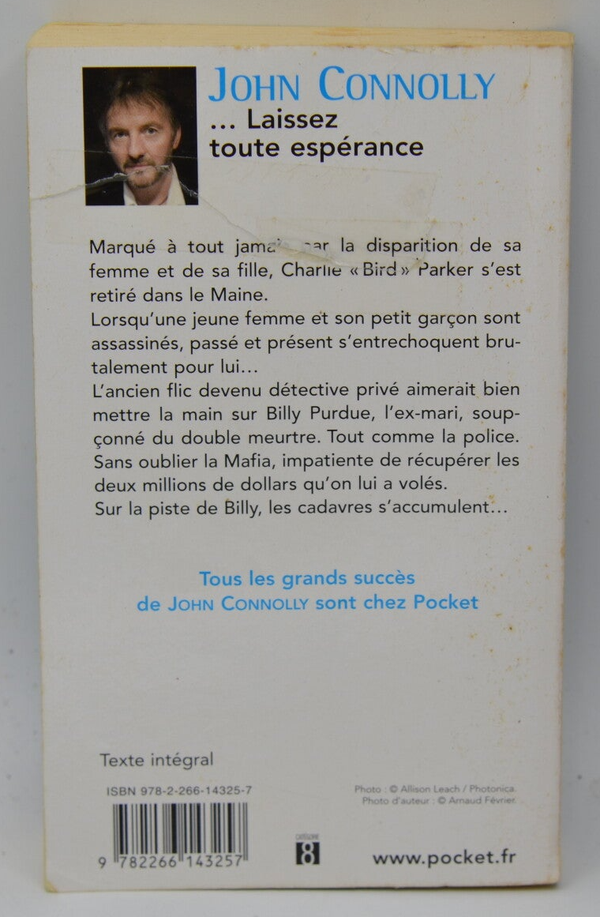 JOHN CONNOLLY
... Laissez
toute espérance
Marqué à tout jamais par la disparition de sa
femme et de sa fille, Charlie « Bird » Parker s'est
retiré dans le Maine.
Lorsqu'une jeune femme et son petit garçon sont
assassinés, passé et présent s'entrechoquent bru-
talement pour lui...
L'ancien flic devenu détective privé aimerait bien
mettre la main sur Billy Purdue, l'ex-mari, soup-
çonné du double meurtre. Tout comme la police.
Sans oublier la Mafia, impatiente de récupérer les
deux millions de dollars qu'on lui a volés.
Sur la piste de Billy, les cadavres s'accumulent...
Tous les grands succès
de JOHN CONNOLLY sont chez Pocket
Texte intégral
ISBN 978-2-266-14325-7
Photo : © Allison Leach / Photonica.
Photo d'auteur : © Arnaud Février.
9 782266 143257
CATÉGORIE
8
www.pocket.fr